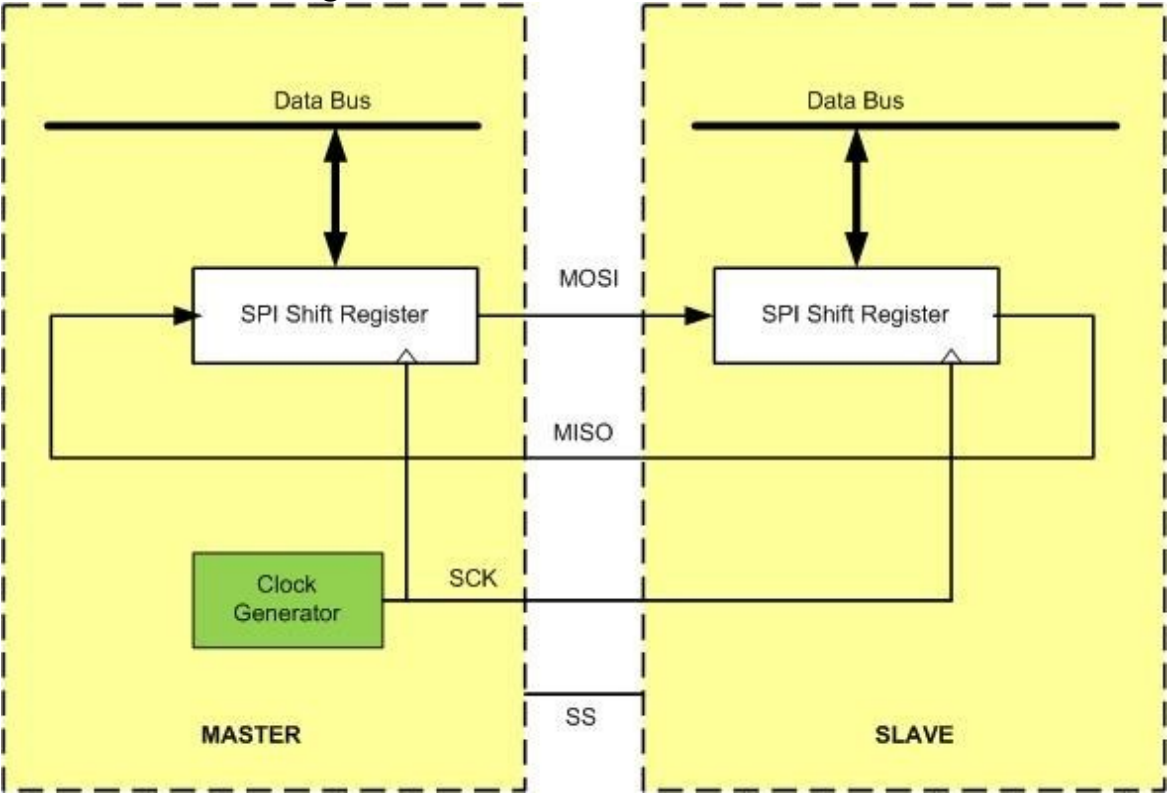 Data Bus
Data Bus
MOSI
SPI Shift Register
SPI Shift Register
MISO
SCK
Clock
Generator
SS
MASTER
SLAVE